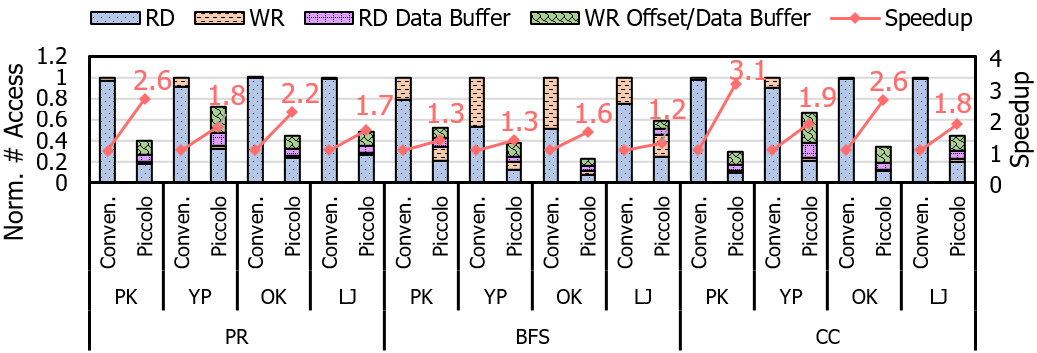 RD WR RD Data Buffer WR Offset/Data Buffer Speedup
Norm. # Access
1.2
1
0.8
0.6
0.4
0.2
0
2.6 1.8 2.2 1.7 1.3 1.3 1.6 1.2 3.1 1.9 2.6 1.8
4
3
2
1
0
Speedup
Conven. Piccolo Conven. Piccolo Conven. Piccolo Conven. Piccolo Conven. Piccolo Conven. Piccolo Conven. Piccolo Conven. Piccolo Conven. Piccolo Conven. Piccolo Conven. Piccolo Conven. Piccolo
PK YP OK LJ PK YP OK LJ PK YP OK LJ
PR BFS CC